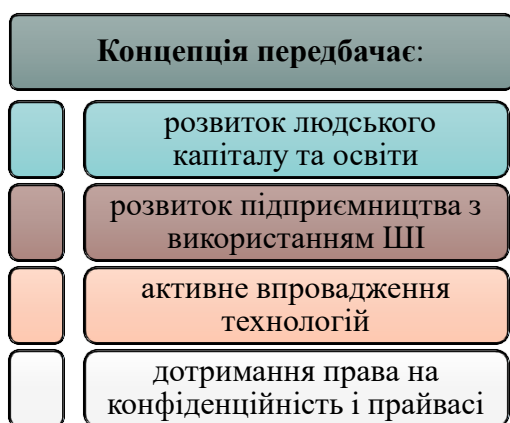 Концепція передбачає:
розвиток людського
капіталу та освіти
розвиток підприємництва з
використанням ШІ
активне впровадження
технологій
дотримання права на
конфіденційність і прайвасі